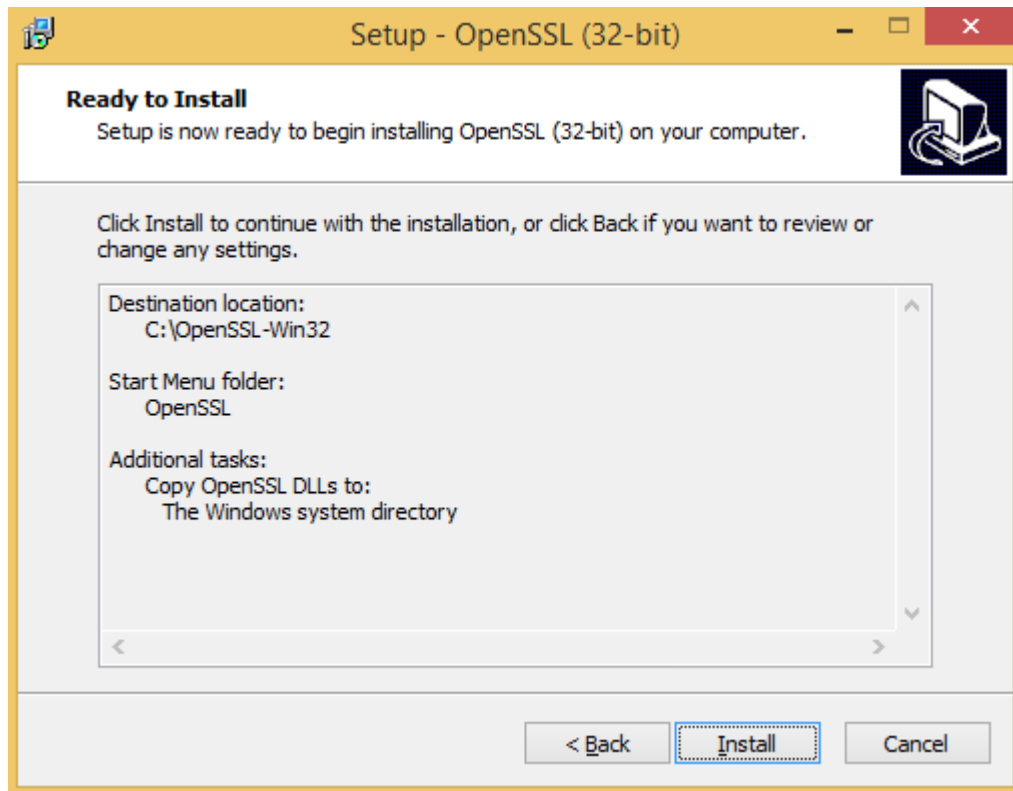 Setup - OpenSSL (32-bit)
Ready to Install
Setup is now ready to begin installing OpenSSL (32-bit) on your computer.
Click Install to continue with the installation, or click Back if you want to review or
change any settings.
Destination location:
C:\OpenSSL-Win32
Start Menu folder:
OpenSSL
Additional tasks:
Copy OpenSSL DLLs to:
The Windows system directory
< Back
Install
Cancel